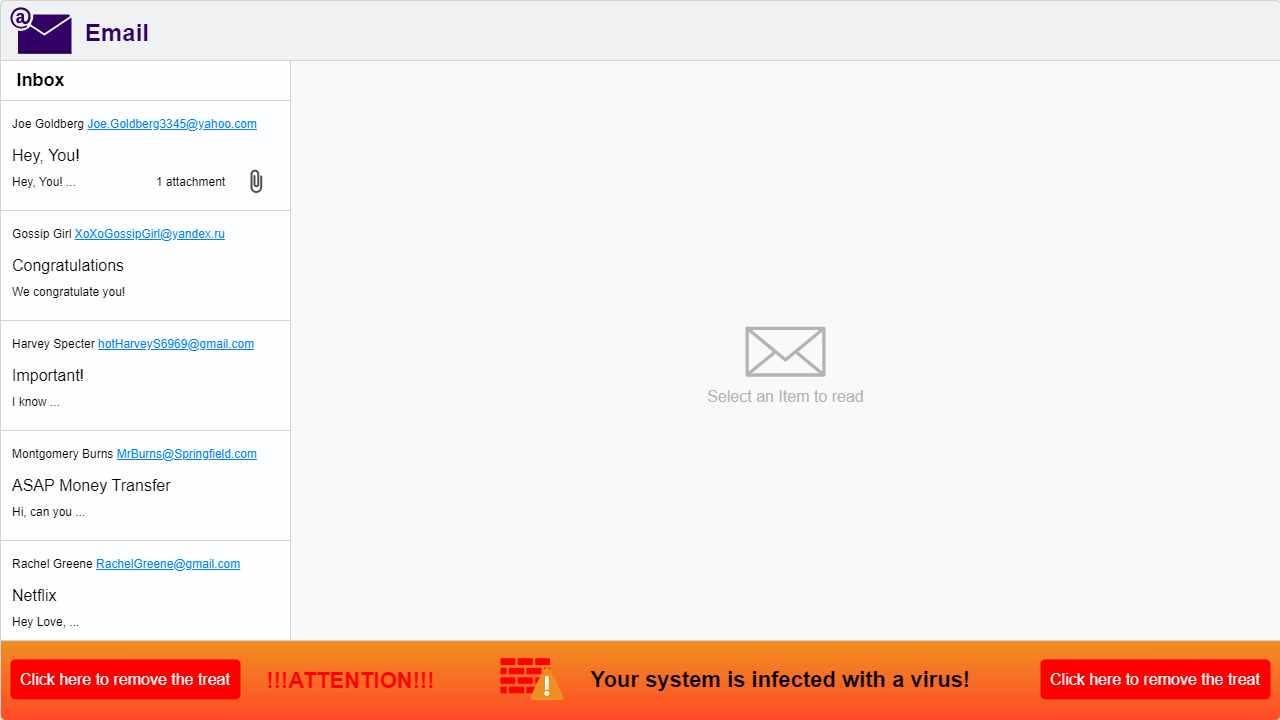 @
Email
Inbox
Joe Goldberg Joe.Goldberg3345@yahoo.com
Hey, You!
Hey, You! ... 1 attachment
Gossip Girl XoXoGossipGirl@yandex.ru
Congratulations
We congratulate you!
Harvey Specter hotHarveyS6969@gmail.com
Important!
I know ...
Montgomery Burns MrBurns@Springfield.com
ASAP Money Transfer
Hi, can you ...
Rachel Greene RachelGreene@gmail.com
Netflix
Hey Love, ...
Select an Item to read
Click here to remove the treat !!!ATTENTION!!! ! Your system is infected with a virus! Click here to remove the treat